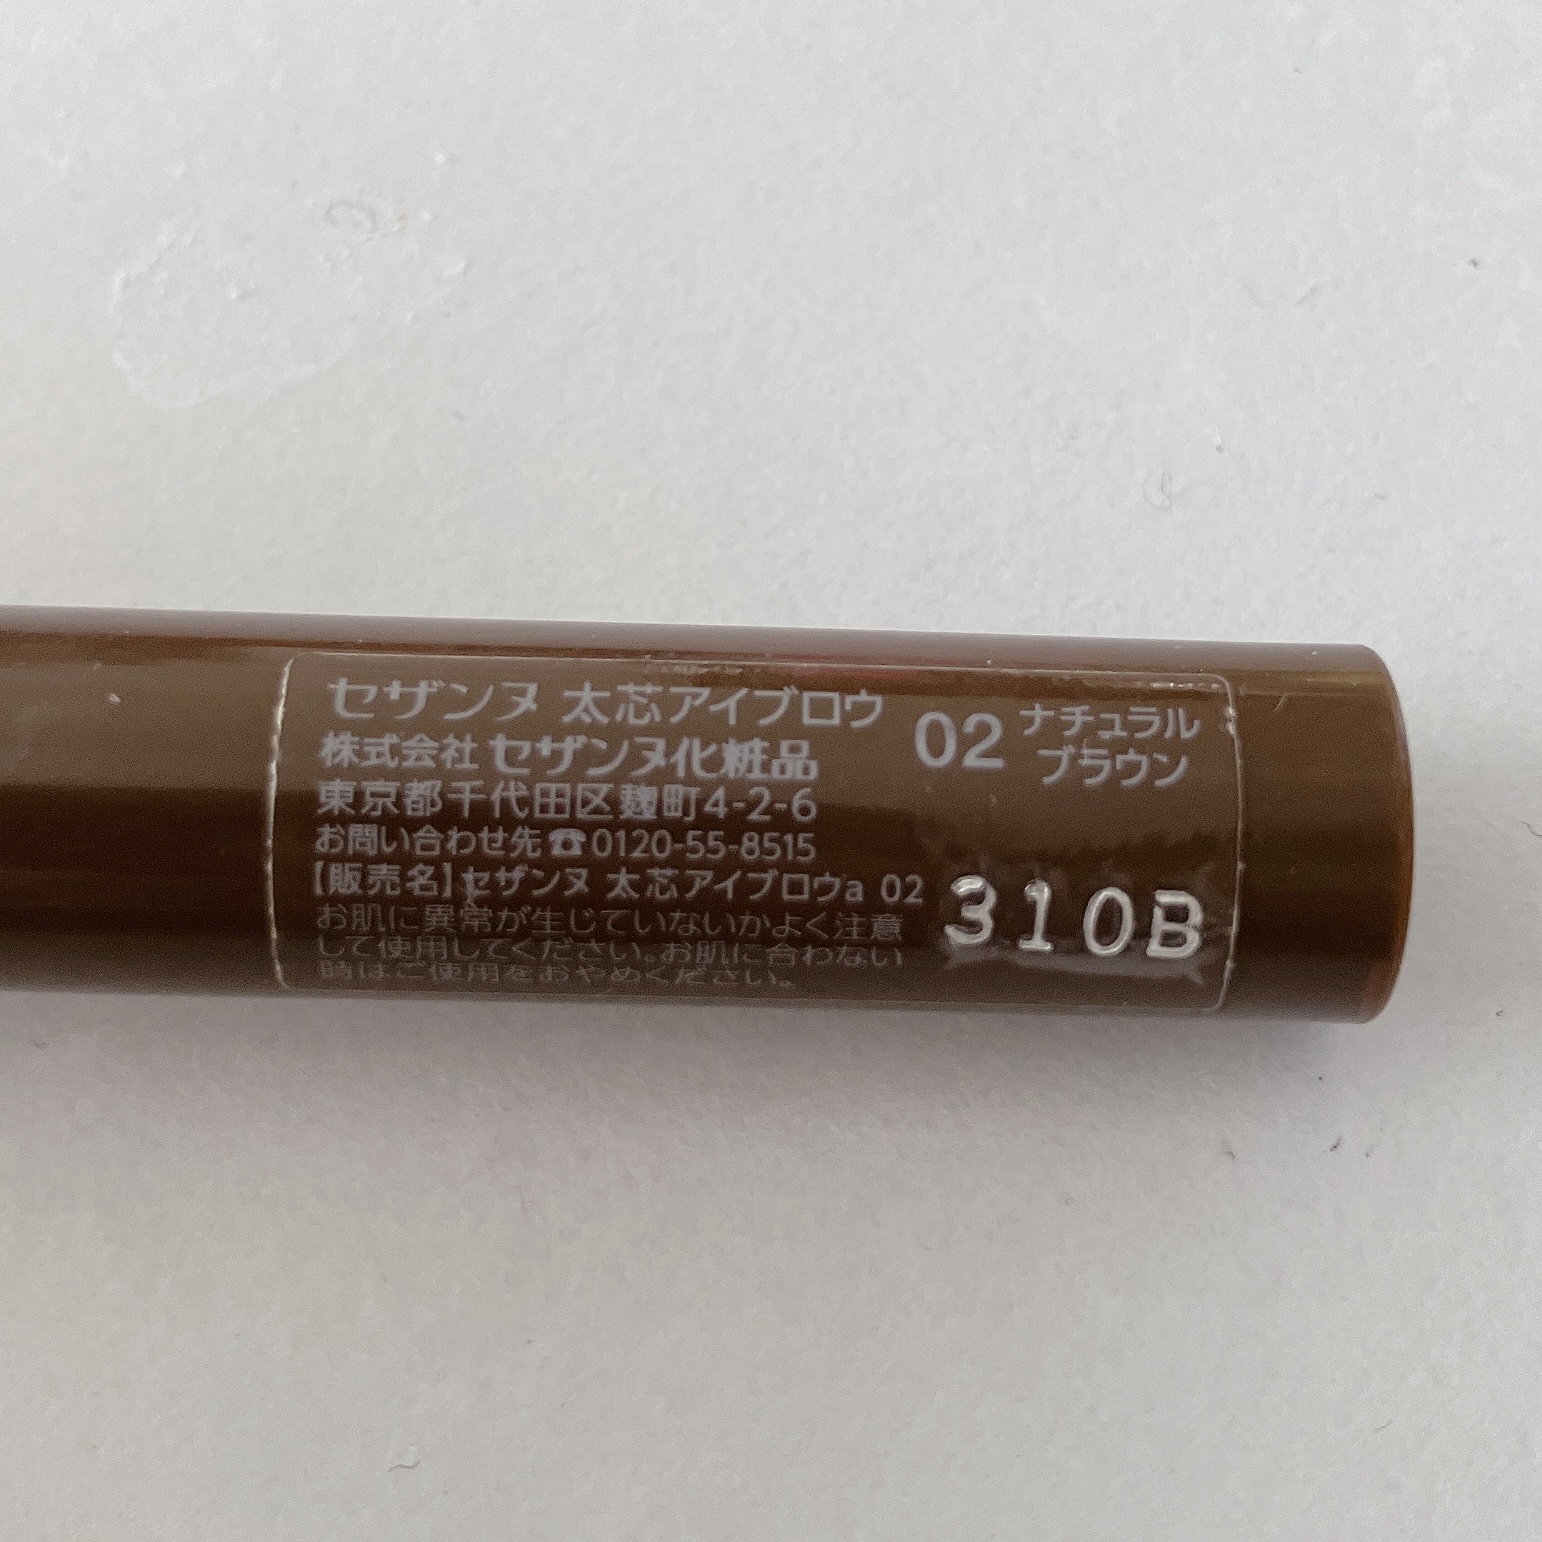 セザンヌ 太芯アイブロウ
02 ナチュラル
ブラウン
株式会社 セザンヌ化粧品
東京都千代田区麹町4-2-6
お問い合わせ先☎0120-55-8515
【販売名】セザンヌ 太芯アイブロウa 02
お肌に異常が生じていないかよく注意
して使用してください。お肌に合わない
時はご使用をおやめください。
310B